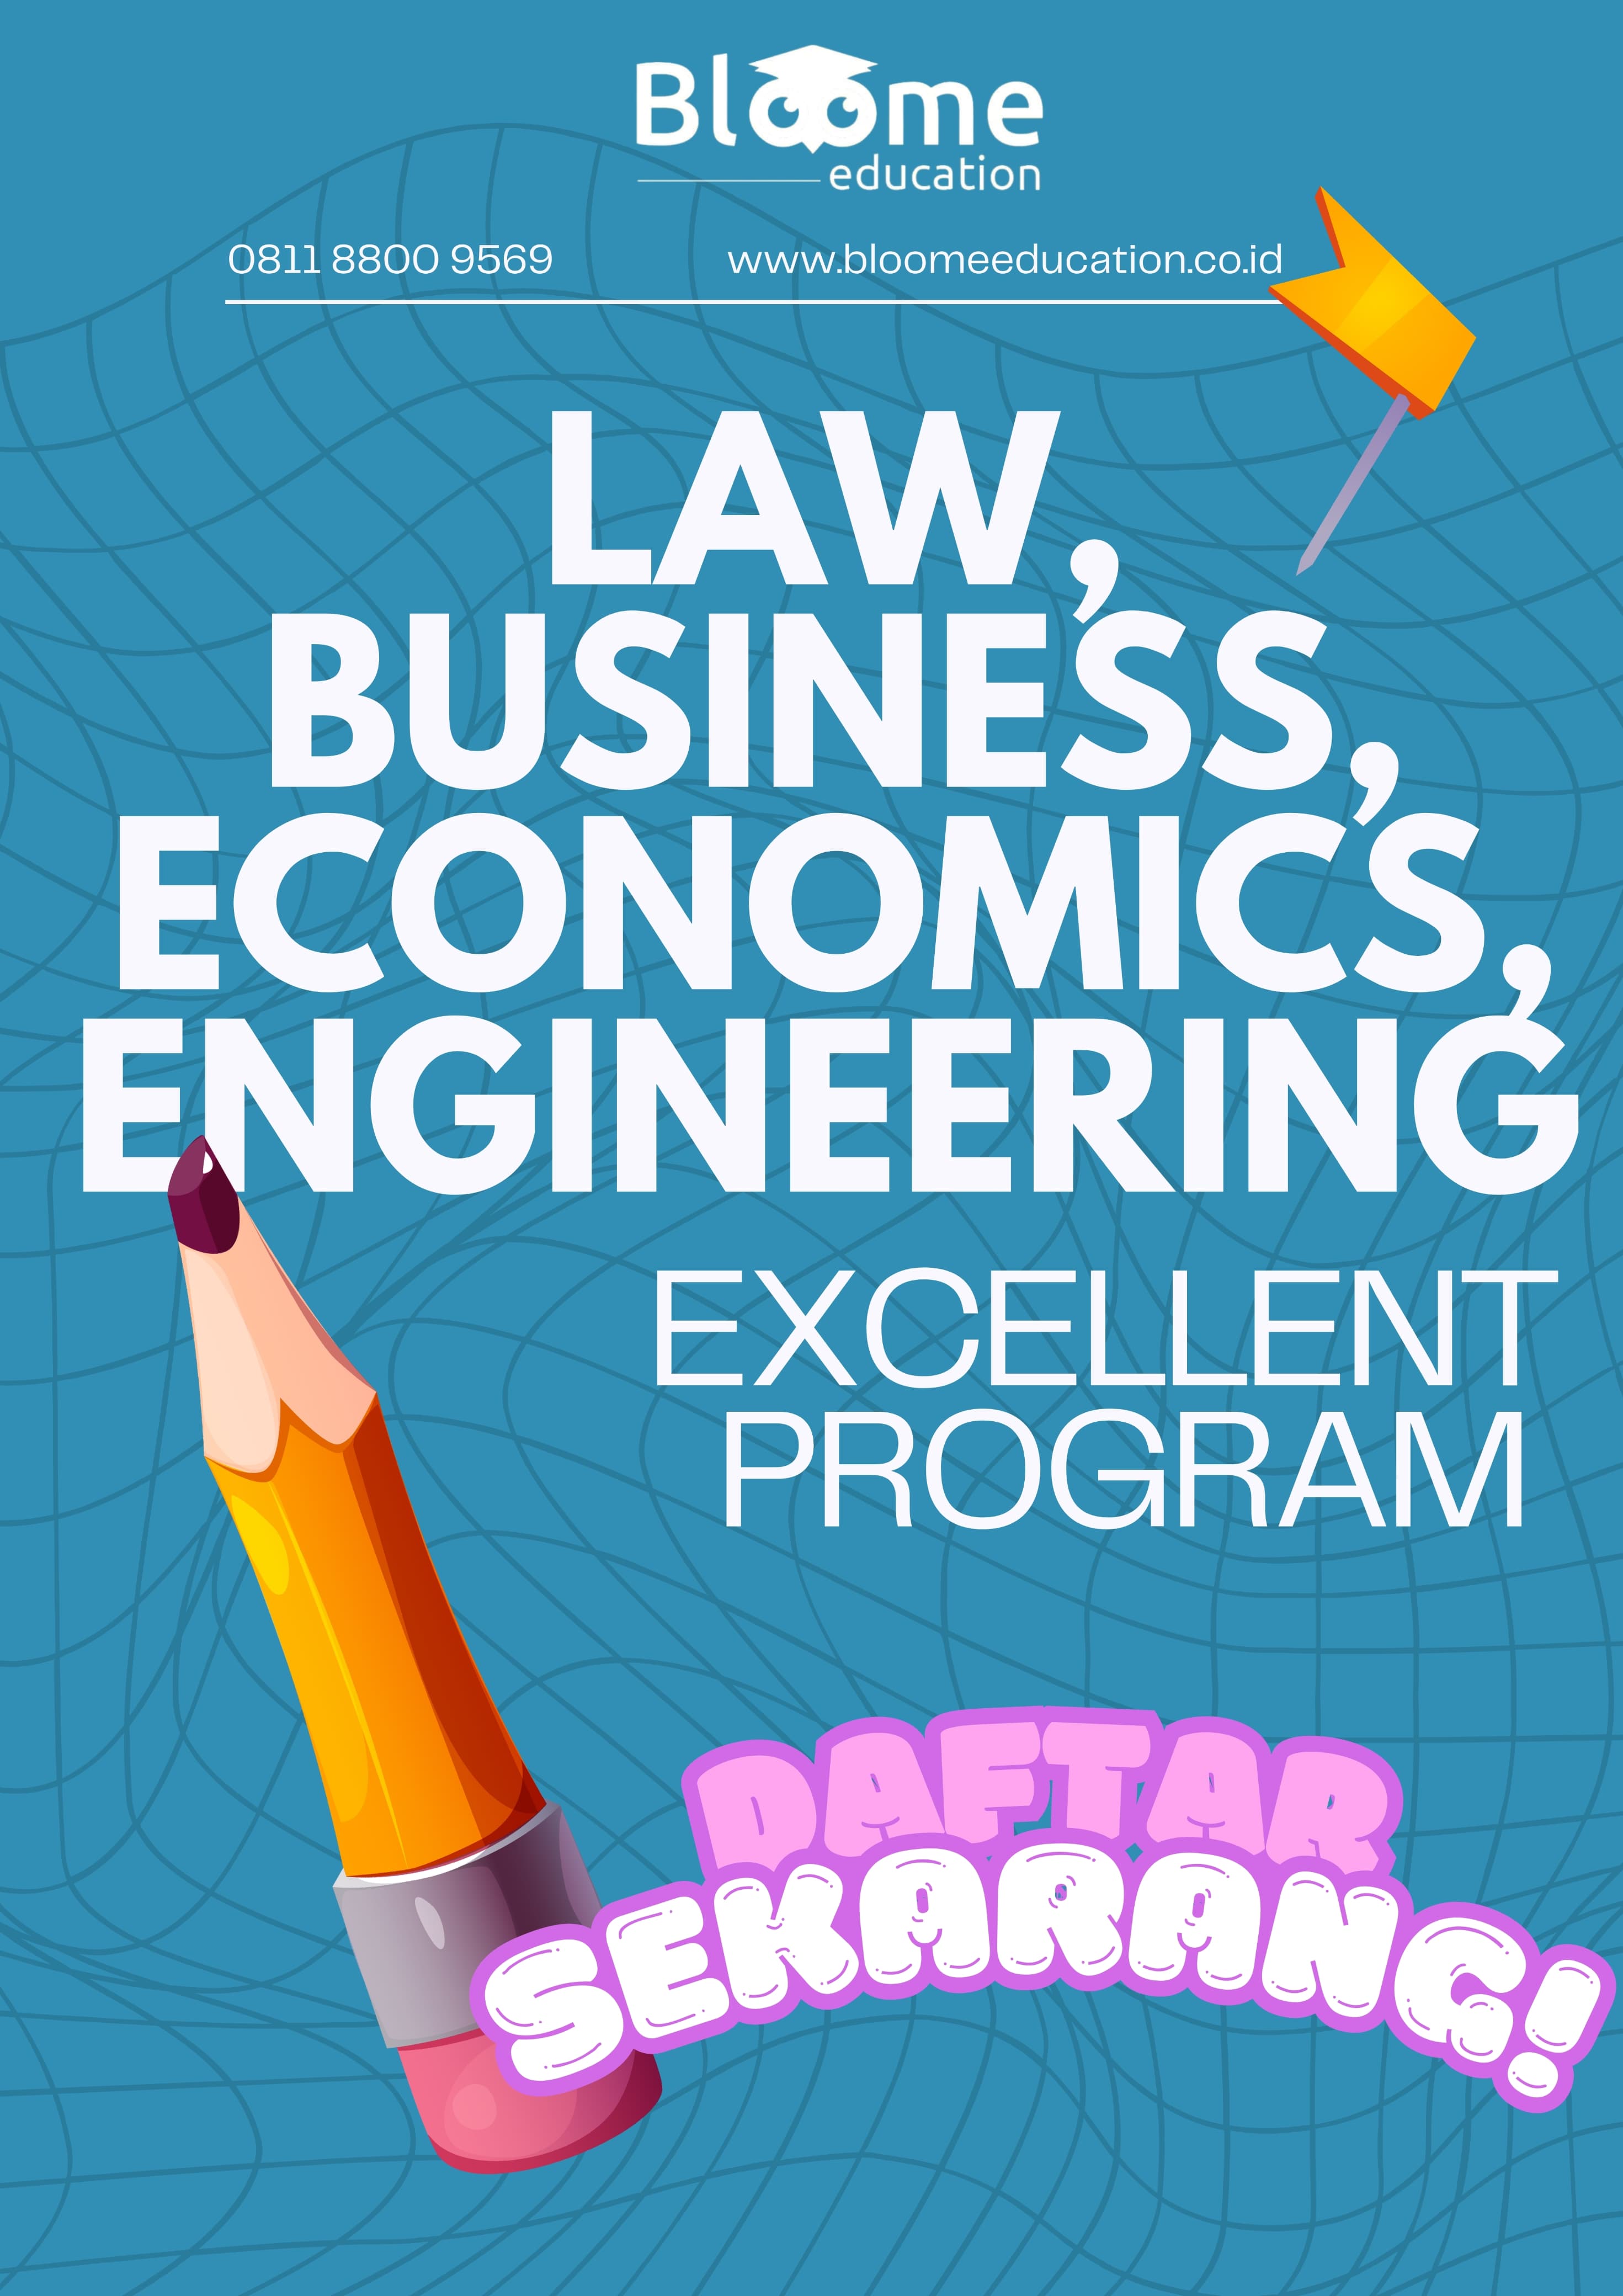 Bloome
education
0811 8800 9569
www.bloomeeducation.co.id
LAW,
BUSINESS,
ECONOMICS,
ENGINEERING
EXCELLENT
PROGRAM
DAFTAR
SEKARANG!